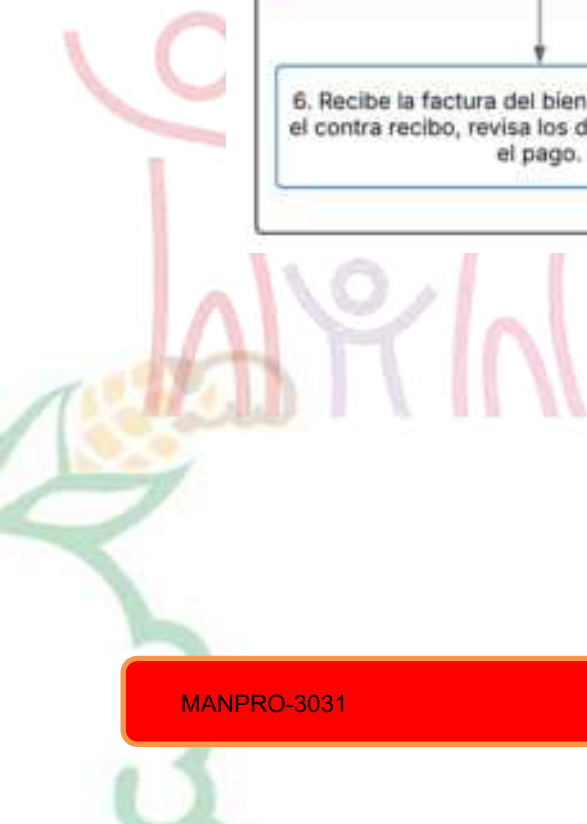 6. Recibe la factura del bien
el contra recibo, revisa los d
el pago.
MANPRO-3031